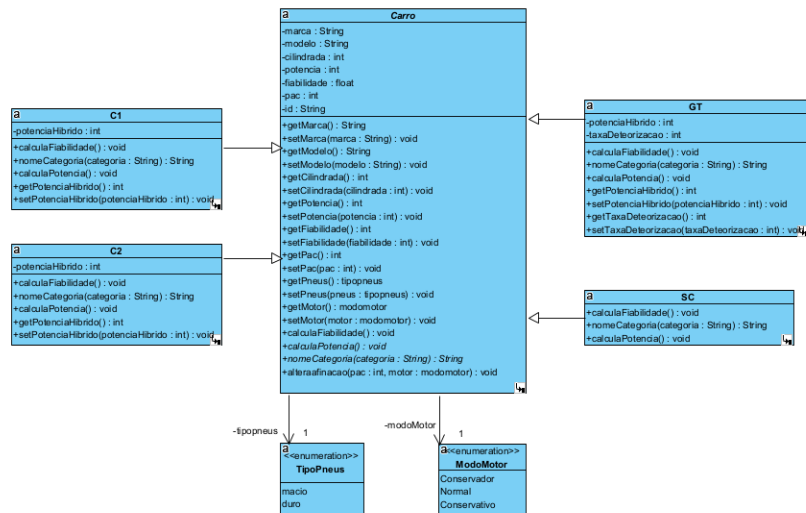 a
Carro
-marca : String
-modelo : String
-cilindrada : int
-potencia : int
-fiabilidade : float
-pac : int
-id : String
+getMarca() : String
+setMarca(marca : String) : void
+getModelo() : String
+setModelo(modelo : String) : void
+getCilindrada() : int
+setCilindrada(cilindrada : int) : void
+getPotencia() : int
+setPotencia(potencia : int) : void
+getFiabilidade() : int
+setFiabilidade(fiabilidade : int) : void
+getPac() : int
+setPac(pac : int) : void
+getPneus() : tipopneus
+setPneus(pneus : tipopneus) : void
+getMotor() : modomotor
+setMotor(motor : modomotor) : void
+calculaFiabilidade() : void
+calculaPotencia() : void
+nomeCategoria(categoria : String) : String
+alteraafinacao(pac : int, motor : modomotor) : void
a
C1
-potenciaHibrido : int
+calculaFiabilidade() : void
+nomeCategoria(categoria : String) : String
+calculaPotencia() : void
+getPotenciaHibrido() : int
+setPotenciaHibrido(potenciaHibrido : int) : void
a
C2
-potenciaHibrido : int
+calculaFiabilidade() : void
+nomeCategoria(categoria : String) : String
+calculaPotencia() : void
+getPotenciaHibrido() : int
+setPotenciaHibrido(potenciaHibrido : int) : void
a
GT
-potenciaHibrido : int
-taxaDeteorizacao : int
+calculaFiabilidade() : void
+nomeCategoria(categoria : String) : String
+calculaPotencia() : void
+getPotenciaHibrido() : int
+setPotenciaHibrido(potenciaHibrido : int) : void
+getTaxaDeteorizacao() : int
+setTaxaDeteorizacao(taxaDeteorizacao : int) : void
a
SC
+calculaFiabilidade() : void
+nomeCategoria(categoria : String) : String
+calculaPotencia() : void
-tipopneus
1
-modoMotor
1
a
<<enumeration>>
TipoPneus
macio
duro
a
<<enumeration>>
ModoMotor
Conservador
Normal
Conservativo